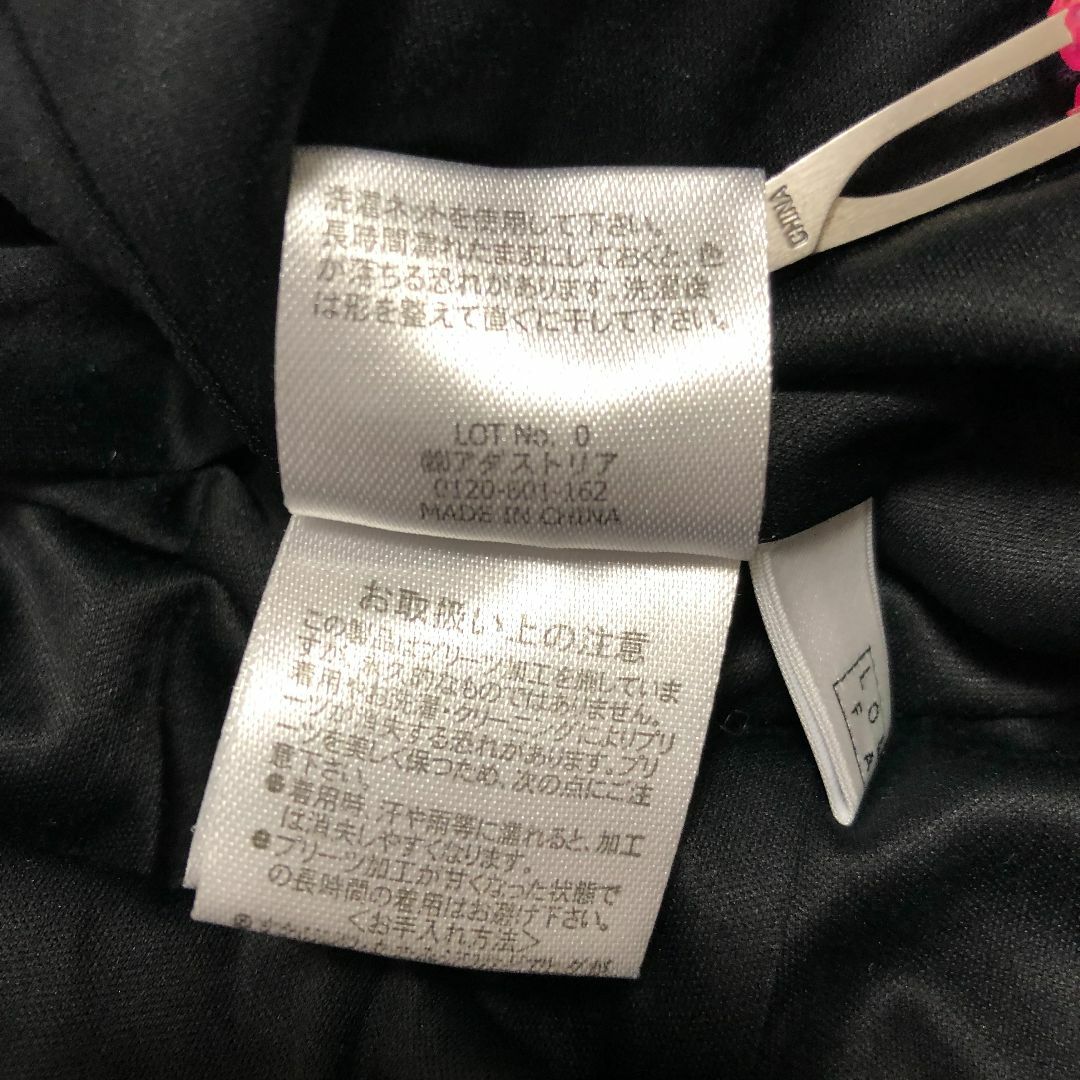 洗濯ネットを使用して下さい。
長時間濡れたままにしておくと、色
が落ちる恐れがあります。洗濯後
は形を整えて直ぐに干して下さい。
LOT No. 0
㈱アダストリア
0120-601-162
MADE IN CHINA
お取扱い上の注意
この製品はプリーツ加工を施していま
すが、永久的なものではありません。
着用やお洗濯・クリーニングによりプリ
ーツが消失する恐れがあります。プリ
ーツを美しく保つため、次の点にご注
意下さい。
●着用時、汗や雨等に濡れると、加工
は消失しやすくなります。
●プリーツ加工が甘くなった状態で
の長時間の着用はお避け下さい。
〈お手入れ方法〉
CHINA
LO
F